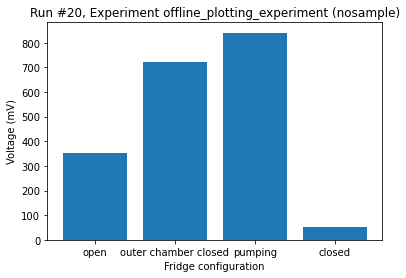 Run #20, Experiment offline_plotting_experiment (nosample)
800
700
600
500
400
300
200
100
0
Voltage (mV)
open outer chamber closed pumping closed
Fridge configuration